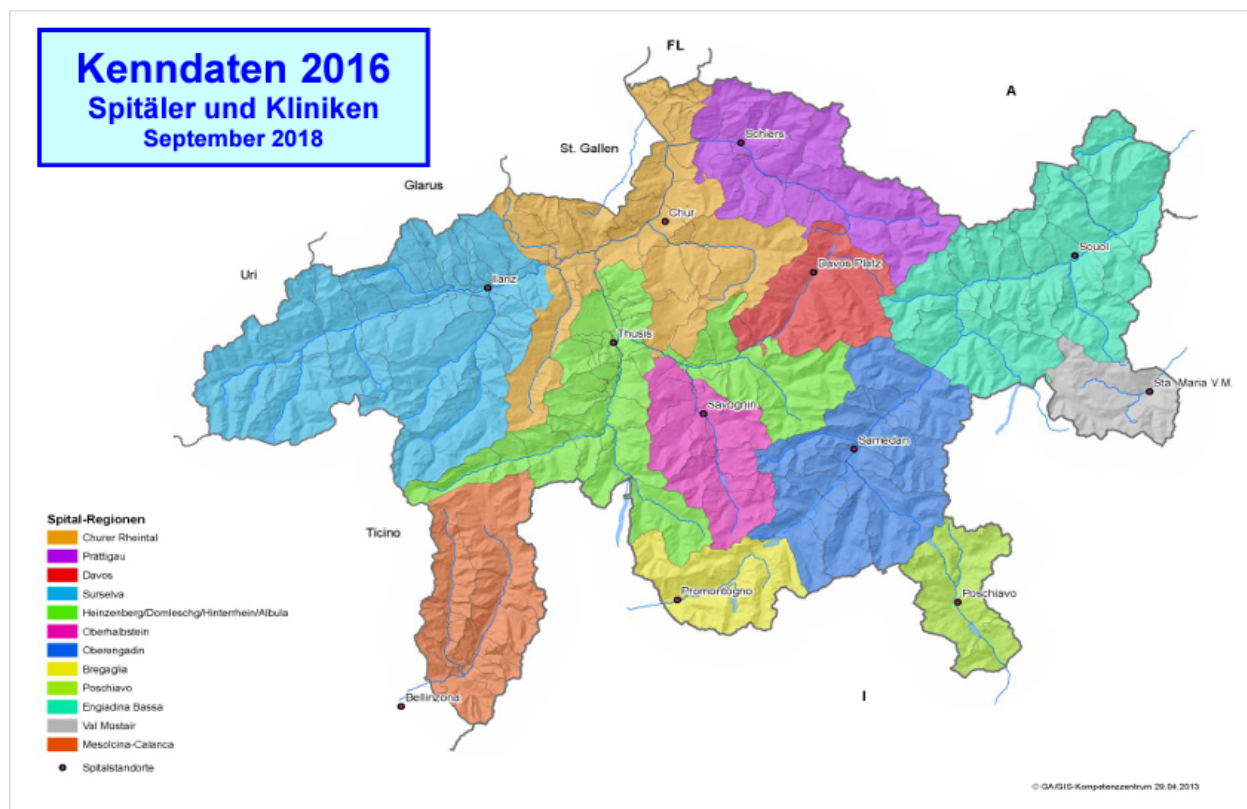 Kenndaten 2016
Spitäler und Kliniken
September 2018
FL
A
St. Gallen
Glarus
Uri
Ticino
I
Schiers
Chur
Scuol
Davos Platz
Ilanz
Thusis
Sta. Maria V.M.
Savognin
Samedan
Promontogno
Poschiavo
Bellinzona
Spital-Regionen
Churer Rheintal
Prättigau
Davos
Surselva
Heinzenberg/Domleschg/Hinterrhein/Albula
Oberhalbstein
Oberengadin
Bregaglia
Poschiavo
Engiadina Bassa
Val Müstair
Mesolcina-Calanca
Spitalstandorte
© GA/GIS-Kompetenzzentrum 29.04.2013